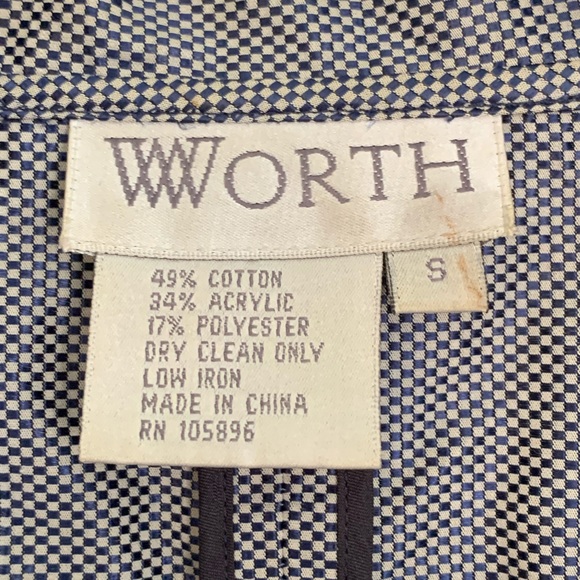 WORTH
S
49% COTTON
34% ACRYLIC
17% POLYESTER
DRY CLEAN ONLY
LOW IRON
MADE IN CHINA
RN 105896